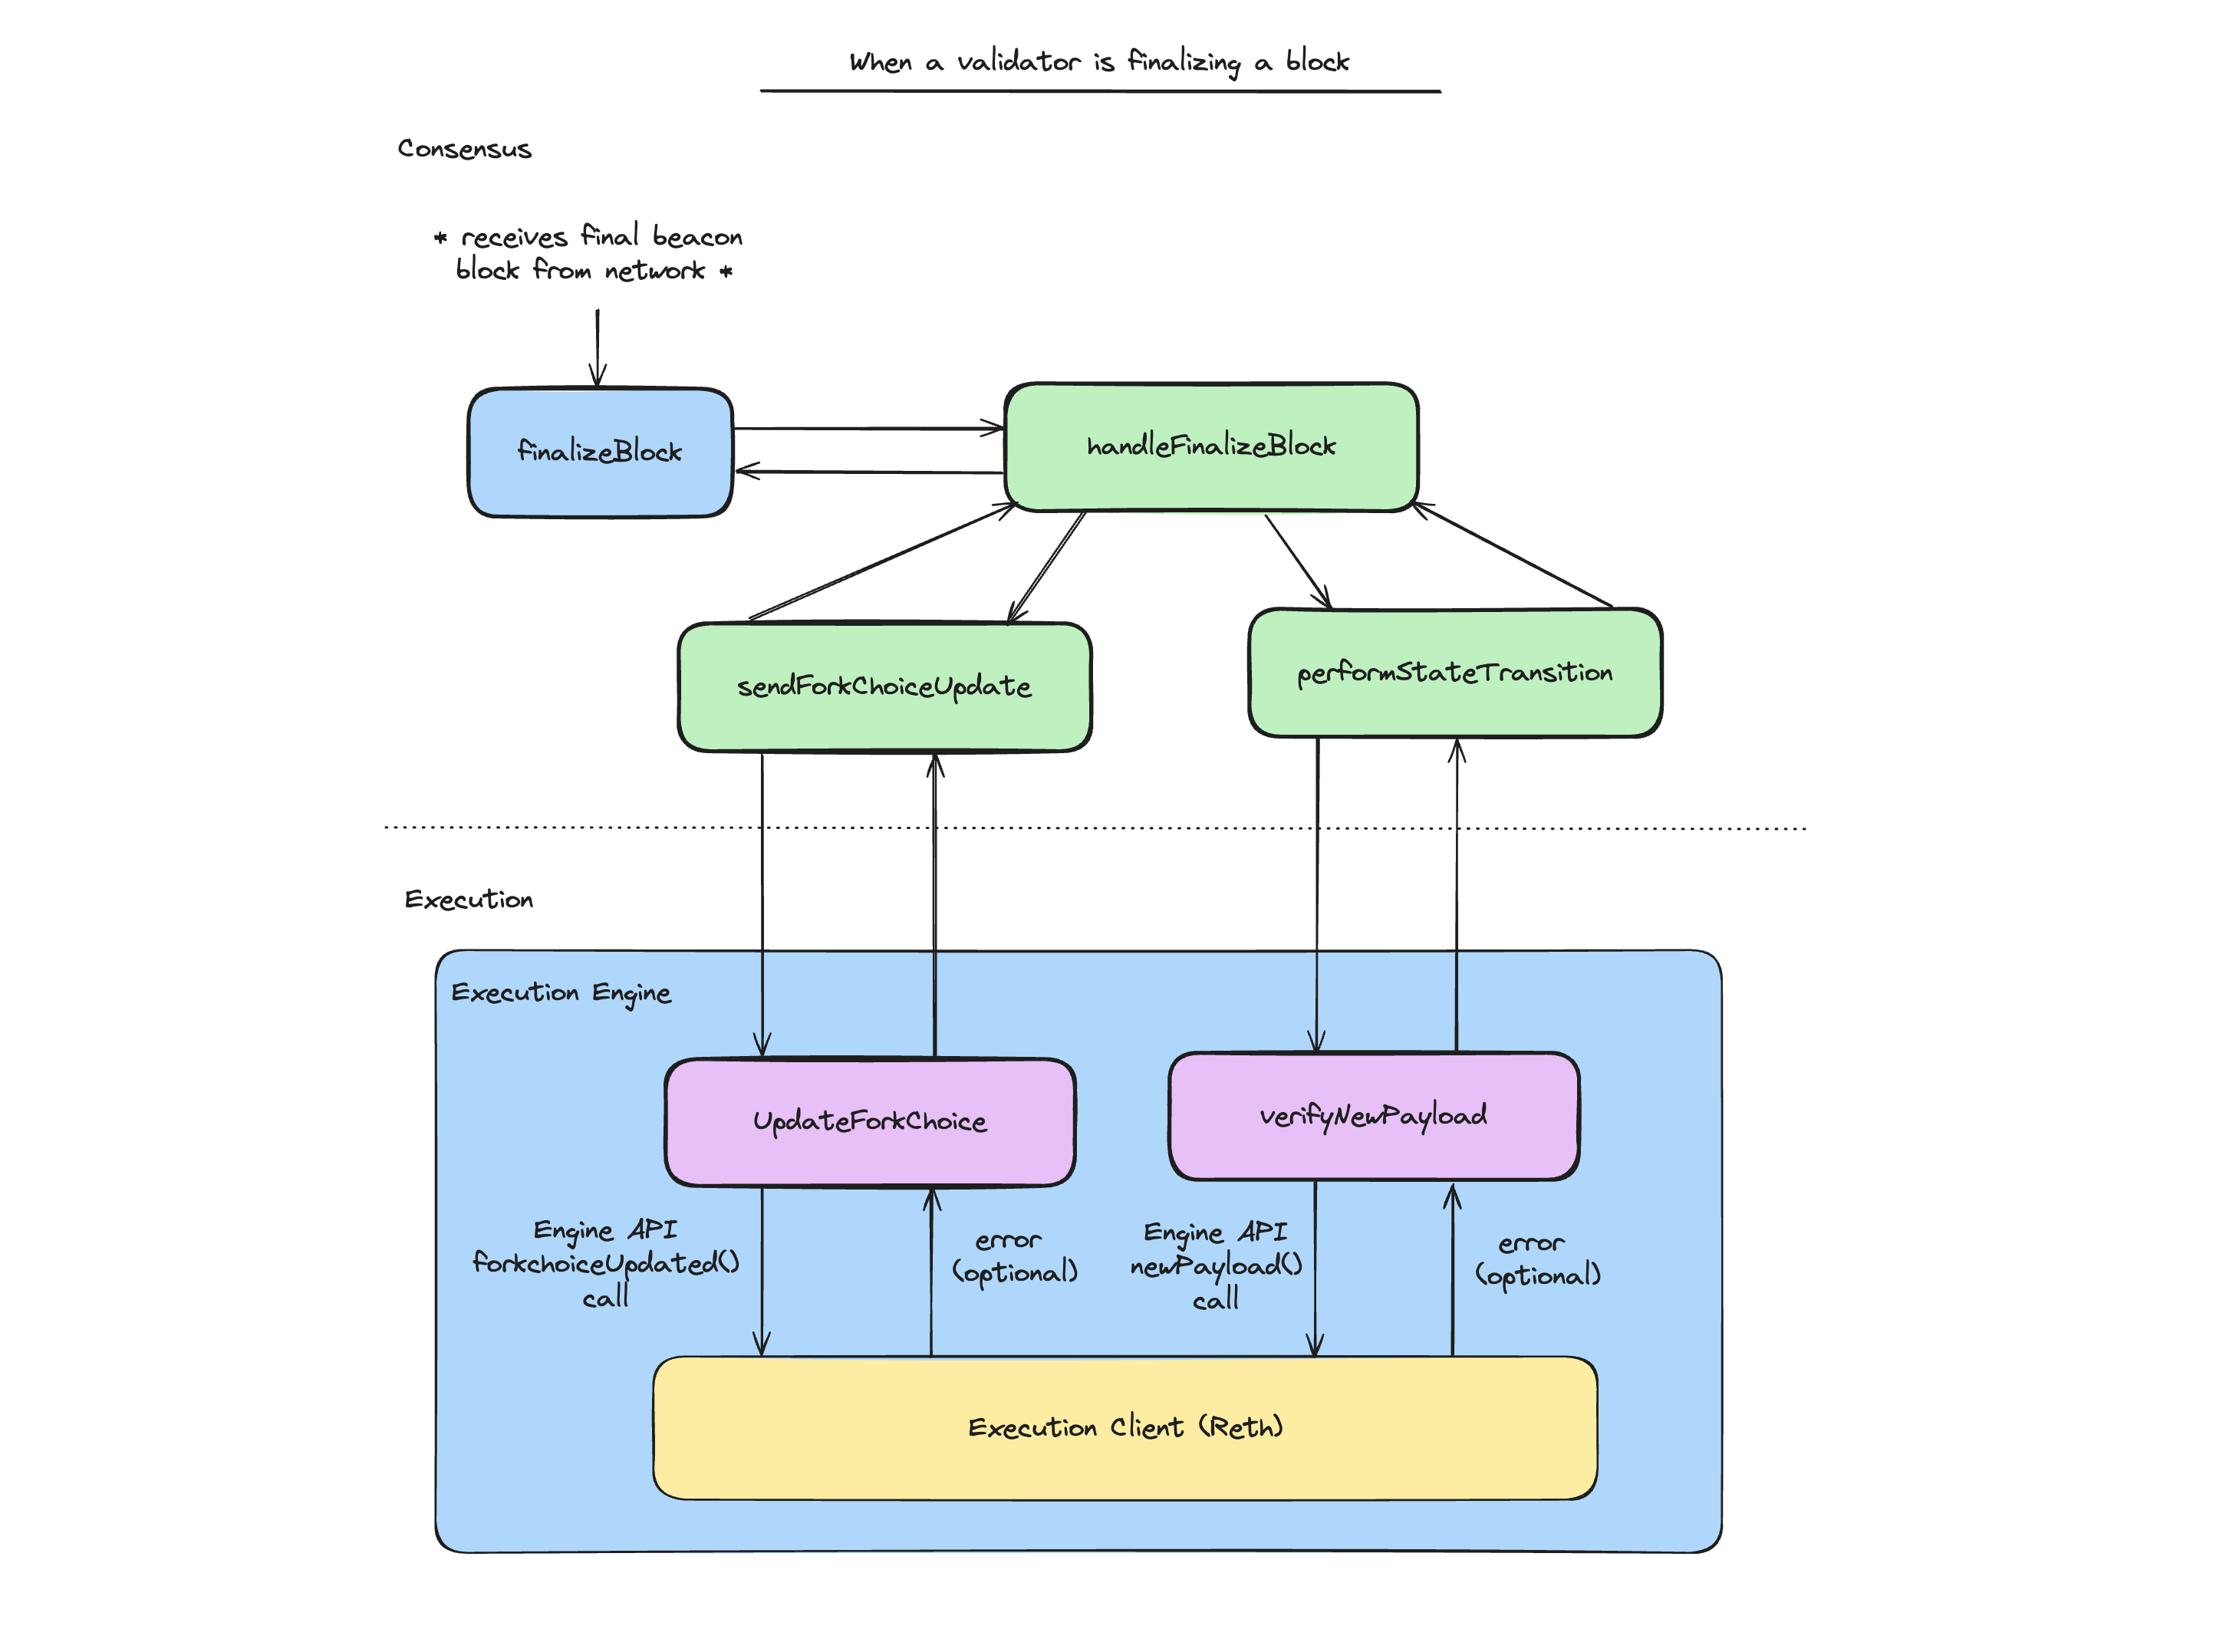 When a validator is finalizing a block
Consensus
* receives final beacon
block from network *
finalizeBlock
handleFinalizeBlock
sendForkChoiceUpdate
performStateTransition
Execution
Execution Engine
UpdateForkChoice
verifyNewPayload
Engine API
forkchoiceUpdated()
call
error
(optional)
Engine API
newPayload()
call
error
(optional)
Execution Client (Reth)